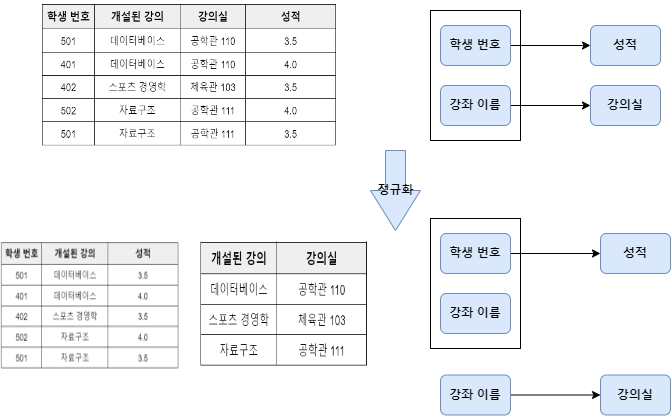 학생 번호 개설된 강의 강의실 성적
501 데이터베이스 공학관 110 3.5
401 데이터베이스 공학관 110 4.0
402 스포츠 경영학 체육관 103 3.5
502 자료구조 공학관 111 4.0
501 자료구조 공학관 111 3.5
학생 번호 성적
강좌 이름 강의실
정규화
학생 번호 개설된 강의 성적
501 데이터베이스 3.5
401 데이터베이스 4.0
402 스포츠 경영학 3.5
502 자료구조 4.0
501 자료구조 3.5
개설된 강의 강의실
데이터베이스 공학관 110
스포츠 경영학 체육관 103
자료구조 공학관 111
학생 번호 성적
강좌 이름
강좌 이름 강의실